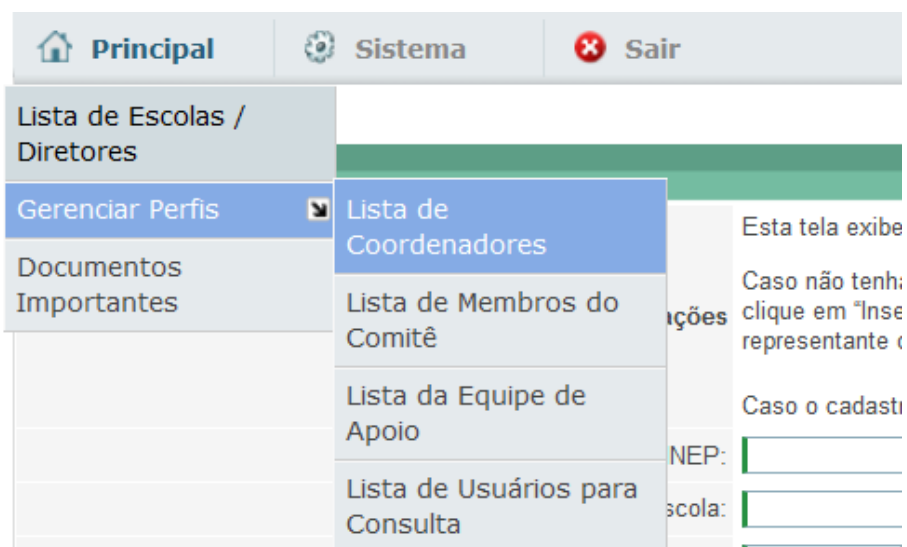 Principal Sistema Sair
Lista de Escolas /
Diretores
Gerenciar Perfis
Documentos
Importantes
Lista de
Coordenadores
Lista de Membros do
Comitê
Lista da Equipe de
Apoio
Lista de Usuários para
Consulta
ações
NEP:
scola:
Esta tela exibe
Caso não tenha
clique em “Inse
representante
Caso o cadast